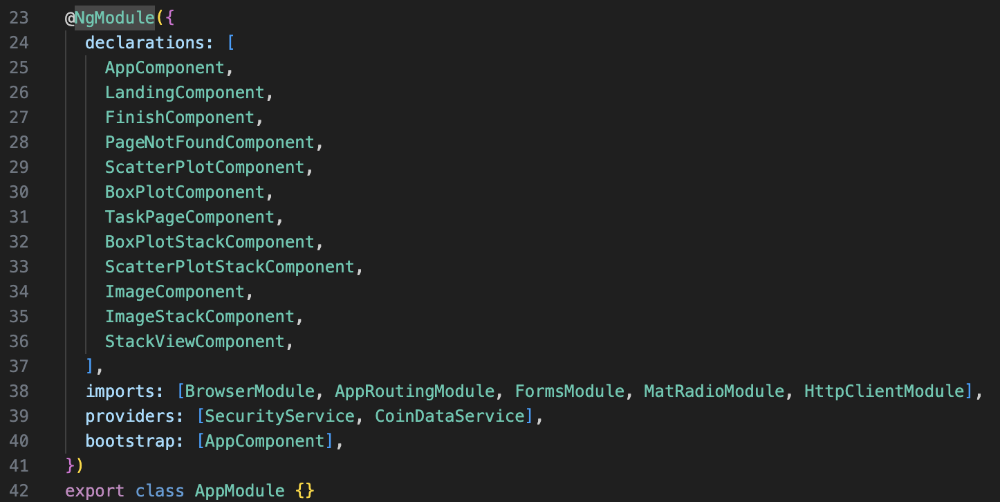 23 @NgModule({
24 declarations: [
25 AppComponent,
26 LandingComponent,
27 FinishComponent,
28 PageNotFoundComponent,
29 ScatterPlotComponent,
30 BoxPlotComponent,
31 TaskPageComponent,
32 BoxPlotStackComponent,
33 ScatterPlotStackComponent,
34 ImageComponent,
35 ImageStackComponent,
36 StackViewComponent,
37 ],
38 imports: [BrowserModule, AppRoutingModule, FormsModule, MatRadioModule, HttpClientModule],
39 providers: [SecurityService, CoinDataService],
40 bootstrap: [AppComponent],
41 })
42 export class AppModule {}